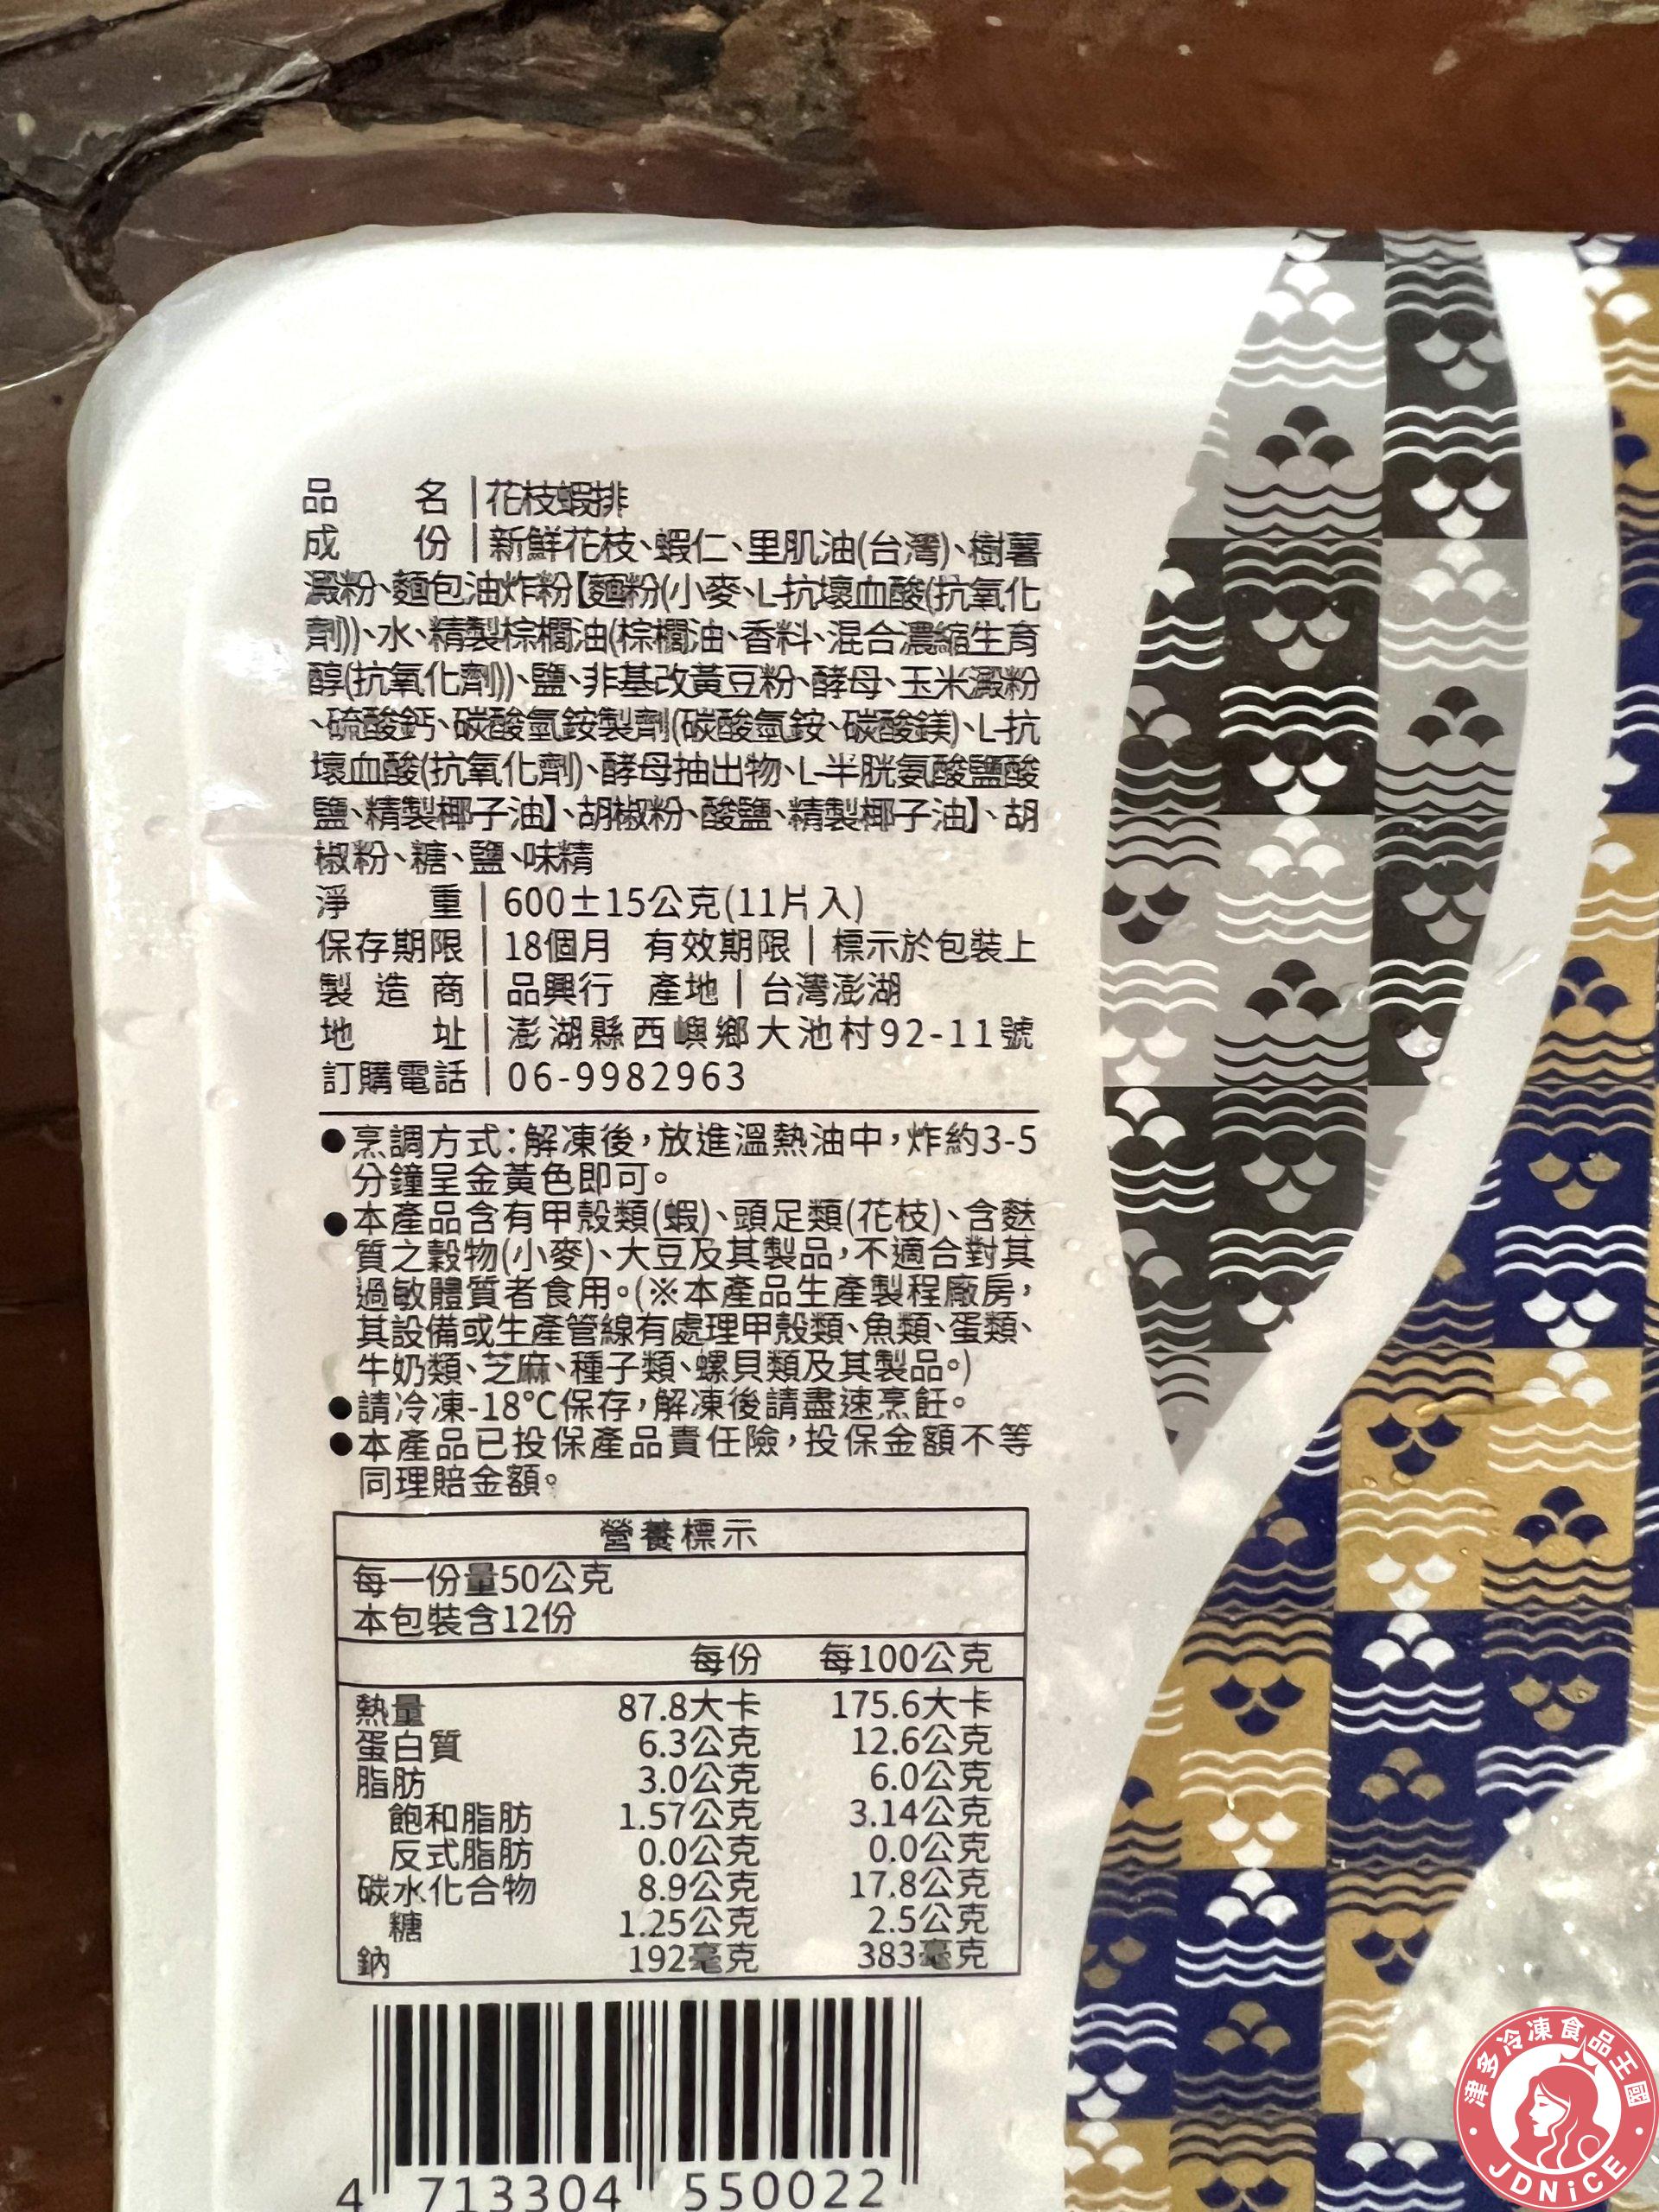 品名|花枝蝦排
成份|新鮮花枝、蝦仁、里肌油(台灣)、樹薯
澱粉、麵包油炸粉【麵粉(小麥、L-抗壞血酸(抗氧化
劑))、水、精製棕櫚油(棕櫚油、香料、混合濃縮生育
醇(抗氧化劑))、鹽、非基改黃豆粉、酵母、玉米澱粉
、硫酸鈣、碳酸氫銨製劑(碳酸氫銨、碳酸鎂)、L-抗
壞血酸(抗氧化劑)、酵母抽出物、L-半胱氨酸鹽酸
鹽、精製椰子油】、胡椒粉、酸鹽、精製椰子油】、胡
椒粉、糖、鹽、味精
淨重|600±15公克(11片入)
保存期限|18個月 有效期限|標示於包裝上
製造商|品興行 產地|台灣澎湖
地址|澎湖縣西嶼鄉大池村92-11號
訂購電話|06-9982963
●烹調方式：解凍後，放進溫熱油中，炸約3-5
分鐘呈金黃色即可。
●本產品含有甲殼類(蝦)、頭足類(花枝)、含麩
質之穀物(小麥)、大豆及其製品，不適合對其
過敏體質者食用。(※本產品生產製程廠房，
其設備或生產管線有處理甲殼類、魚類、蛋類、
牛奶類、芝麻、種子類、螺貝類及其製品。)
●請冷凍-18℃保存，解凍後請盡速烹飪。
●本產品已投保產品責任險，投保金額不等
同理賠金額。
營養標示
每一份量50公克
本包裝含12份
每份 每100公克
熱量 87.8大卡 175.6大卡
蛋白質 6.3公克 12.6公克
脂肪 3.0公克 6.0公克
飽和脂肪 1.57公克 3.14公克
反式脂肪 0.0公克 0.0公克
碳水化合物 8.9公克 17.8公克
糖 1.25公克 2.5公克
鈉 192毫克 383毫克
4 713304 550022
津多冷凍食品王國
JDNiCE